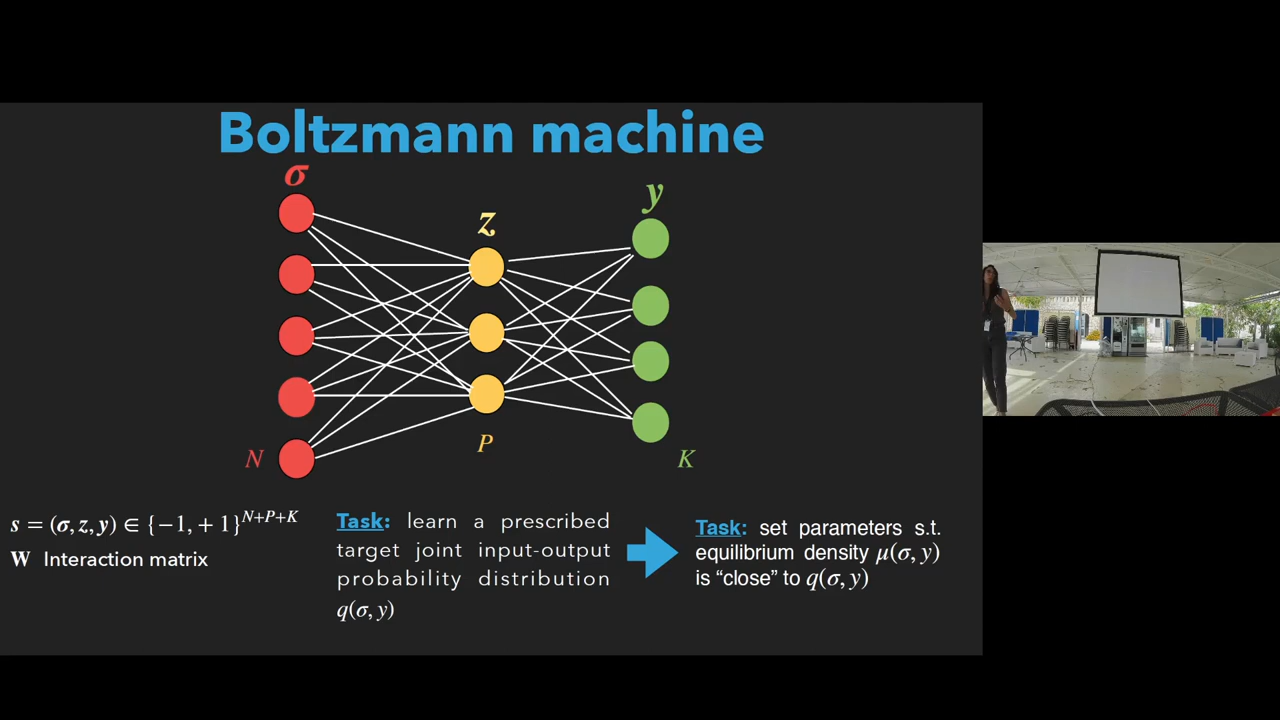 Boltzmann machine
σ
z
y
N
P
K
s = (σ, z, y) ∈ {−1, +1}^{N+P+K}
W Interaction matrix
Task: learn a prescribed
target joint input-output
probability distribution
q(σ, y)
Task: set parameters s.t.
equilibrium density μ(σ, y)
is “close” to q(σ, y)